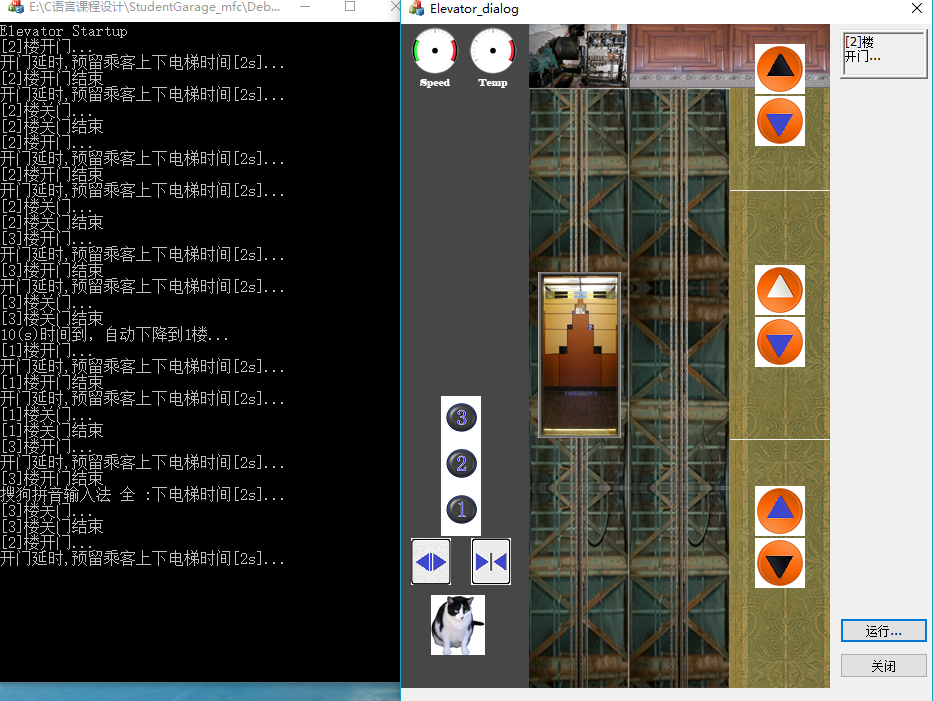 E:\C语言课程设计\StudentGarage_mfc\Deb...
Elevator Startup
[2]楼开门...
开门延时,预留乘客上下电梯时间[2s]...
[2]楼开门结束
开门延时,预留乘客上下电梯时间[2s]...
[2]楼关门...
[2]楼关门结束
[2]楼开门...
开门延时,预留乘客上下电梯时间[2s]...
[2]楼开门结束
开门延时,预留乘客上下电梯时间[2s]...
[2]楼关门...
[2]楼关门结束
[3]楼开门...
开门延时,预留乘客上下电梯时间[2s]...
[3]楼开门结束
开门延时,预留乘客上下电梯时间[2s]...
[3]楼关门...
[3]楼关门结束
10(s)时间到, 自动下降到1楼...
[1]楼开门...
开门延时,预留乘客上下电梯时间[2s]...
[1]楼开门结束
开门延时,预留乘客上下电梯时间[2s]...
[1]楼关门...
[1]楼关门结束
[3]楼开门...
开门延时,预留乘客上下电梯时间[2s]...
[3]楼开门结束
搜狗拼音输入法 全 :下电梯时间[2s]...
[3]楼关门...
[3]楼关门结束
[2]楼开门...
开门延时,预留乘客上下电梯时间[2s]...
Elevator_dialog
Speed
Temp
3
2
1
[2]楼
开门...
运行...
关闭